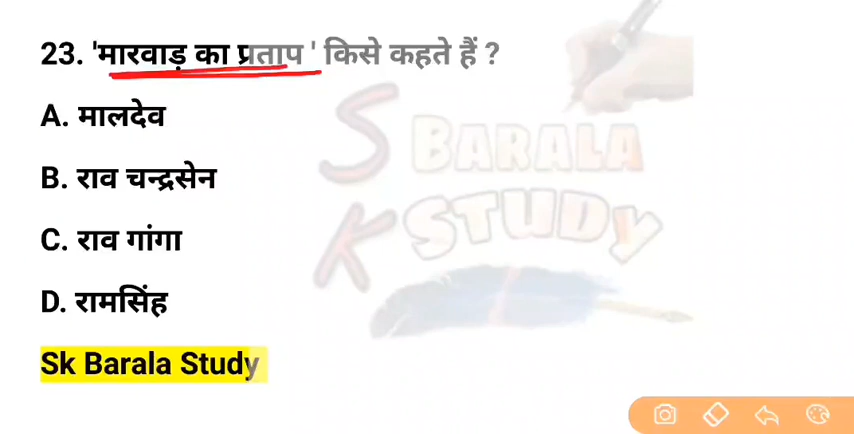 23. 'मारवाड़ का प्रताप ' किसे कहते हैं ?
A. मालदेव
B. राव चन्द्रसेन
C. राव गांगा
D. रामसिंह
Sk Barala Study
S BARALA
K STUDY